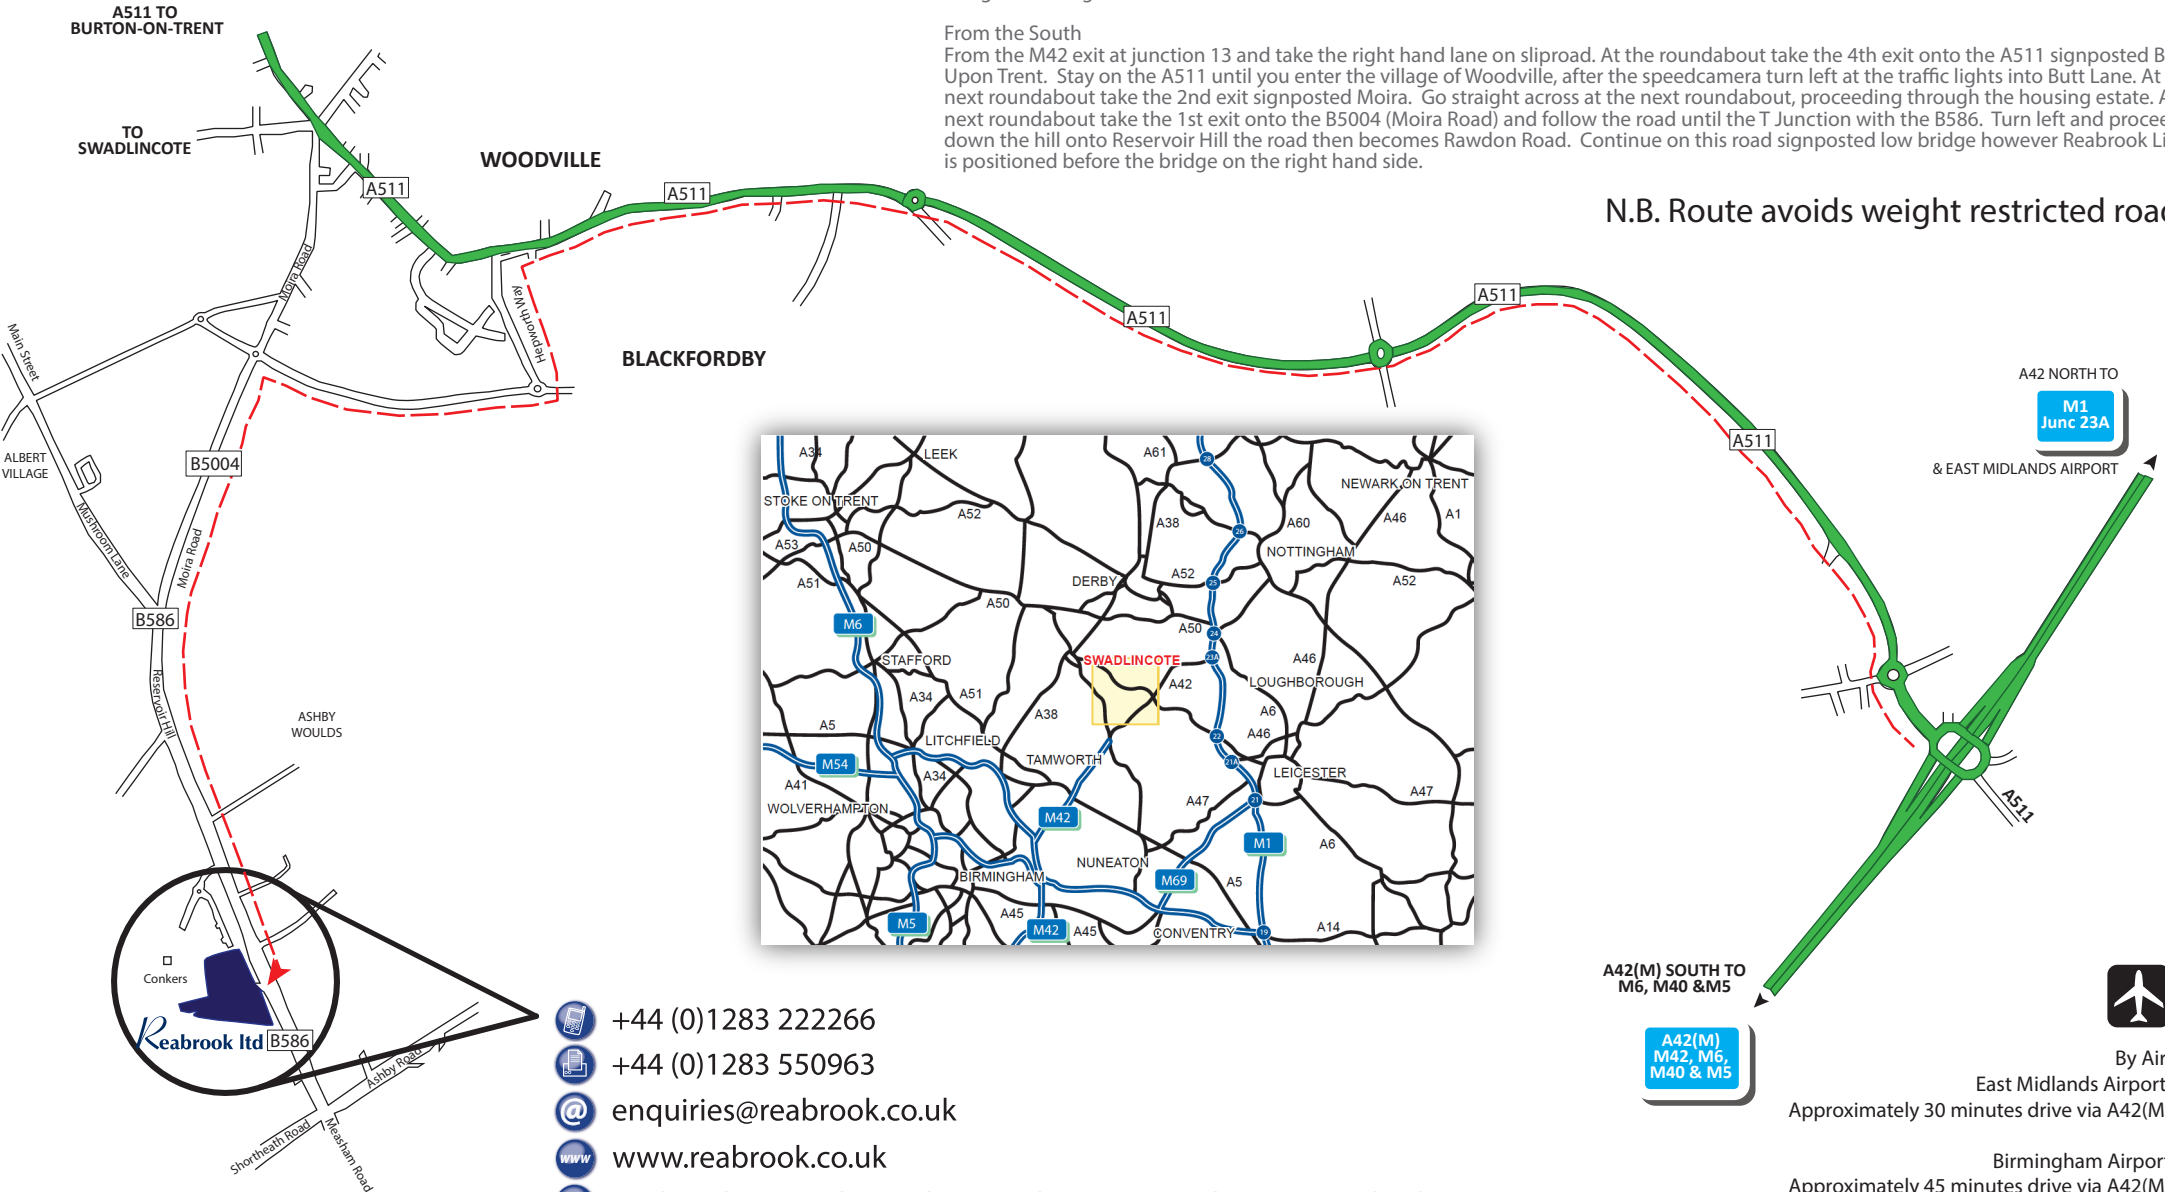 A511 TO
BURTON-ON-TRENT
From the South
From the M42 exit at junction 13 and take the right hand lane on sliproad. At the roundabout take the 4th exit onto the A511 signposted B
Upon Trent. Stay on the A511 until you enter the village of Woodville, after the speedcamera turn left at the traffic lights into Butt Lane. At
next roundabout take the 2nd exit signposted Moira. Go straight across at the next roundabout, proceeding through the housing estate. A
next roundabout take the 1st exit onto the B5004 (Moira Road) and follow the road until the T Junction with the B586. Turn left and procee
down the hill onto Reservoir Hill the road then becomes Rawdon Road. Continue on this road signposted low bridge however Reabrook Li
is positioned before the bridge on the right hand side.
N.B. Route avoids weight restricted road
TO
SWADLINCOTE
WOODVILLE
A511
A511
A511
A511
A511
Moira Road
Hepworth Way
BLACKFORDBY
Main Street
ALBERT
VILLAGE
B5004
Mushroom Lane
Moira Road
B586
Reservoir Hill
ASHBY
WOULDS
A42 NORTH TO
M1
Junc 23A
& EAST MIDLANDS AIRPORT
A511
A34
LEEK
A61
28
NEWARK ON TRENT
STOKE ON TRENT
A52
A38
A60
A46
A1
26
A53
A50
NOTTINGHAM
A51
DERBY
A52
25
A52
A50
M6
A50
24
STAFFORD
SWADLINCOTE
23A
A46
A34
A51
A42
LOUGHBOROUGH
A38
A6
A5
22
A46
LITCHFIELD
TAMWORTH
21A
M54
A34
LEICESTER
A41
A47
21
A47
WOLVERHAMPTON
M42
M1
A6
NUNEATON
BIRMINGHAM
M69
A5
A45
M5
M42
A45
CONVENTRY
19
A14
Conkers
Reabrook ltd
B586
Ashby Road
Shortheath Road
Measham Road
+44 (0)1283 222266
+44 (0)1283 550963
@
enquiries@reabrook.co.uk
www
www.reabrook.co.uk
A42(M) SOUTH TO
M6, M40 &M5
A42(M)
M42, M6,
M40 & M5
By Air
East Midlands Airport
Approximately 30 minutes drive via A42(M
Birmingham Airport
Approximately 45 minutes drive via A42(M